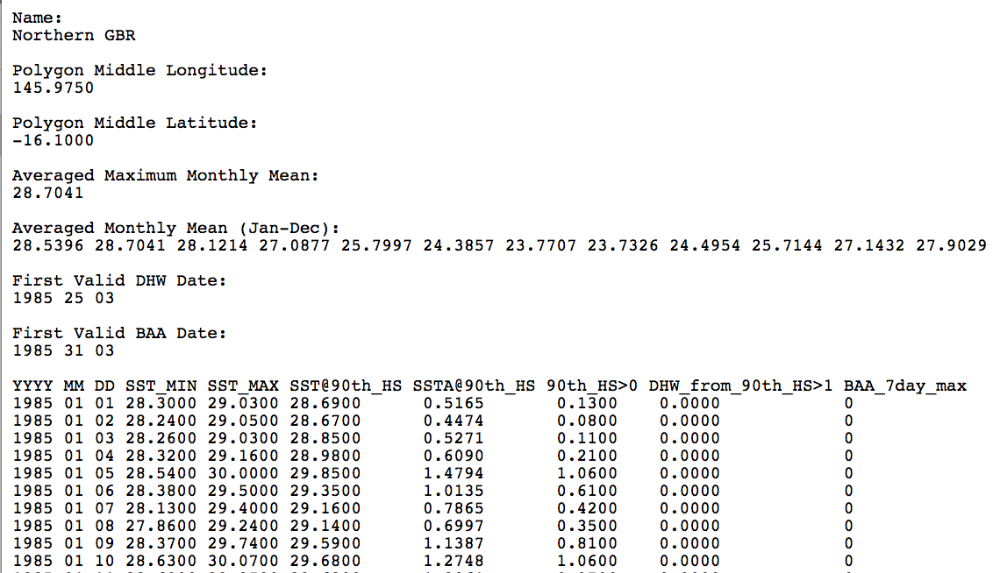 Name:
Northern GBR
Polygon Middle Longitude:
145.9750
Polygon Middle Latitude:
-16.1000
Averaged Maximum Monthly Mean:
28.7041
Averaged Monthly Mean (Jan-Dec):
28.5396 28.7041 28.1214 27.0877 25.7997 24.3857 23.7707 23.7326 24.4954 25.7144 27.1432 27.9029
First Valid DHW Date:
1985 25 03
First Valid BAA Date:
1985 31 03
YYYY MM DD SST_MIN SST_MAX SST@90th_HS SSTA@90th_HS 90th_HS>0 DHW_from_90th_HS>1 BAA_7day_max
1985 01 01 28.3000 29.0300 28.6900 0.5165 0.1300 0.0000 0
1985 01 02 28.2400 29.0500 28.6700 0.4474 0.0800 0.0000 0
1985 01 03 28.2600 29.0300 28.8500 0.5271 0.1100 0.0000 0
1985 01 04 28.3200 29.1600 28.9800 0.6090 0.2100 0.0000 0
1985 01 05 28.5400 30.0000 29.8500 1.4794 1.0600 0.0000 0
1985 01 06 28.3800 29.5000 29.3500 1.0135 0.6100 0.0000 0
1985 01 07 28.1300 29.4000 29.1600 0.7865 0.4200 0.0000 0
1985 01 08 27.8600 29.2400 29.1400 0.6997 0.3500 0.0000 0
1985 01 09 28.3700 29.7400 29.5900 1.1387 0.8100 0.0000 0
1985 01 10 28.6300 30.0700 29.6800 1.2748 1.0600 0.0000 0